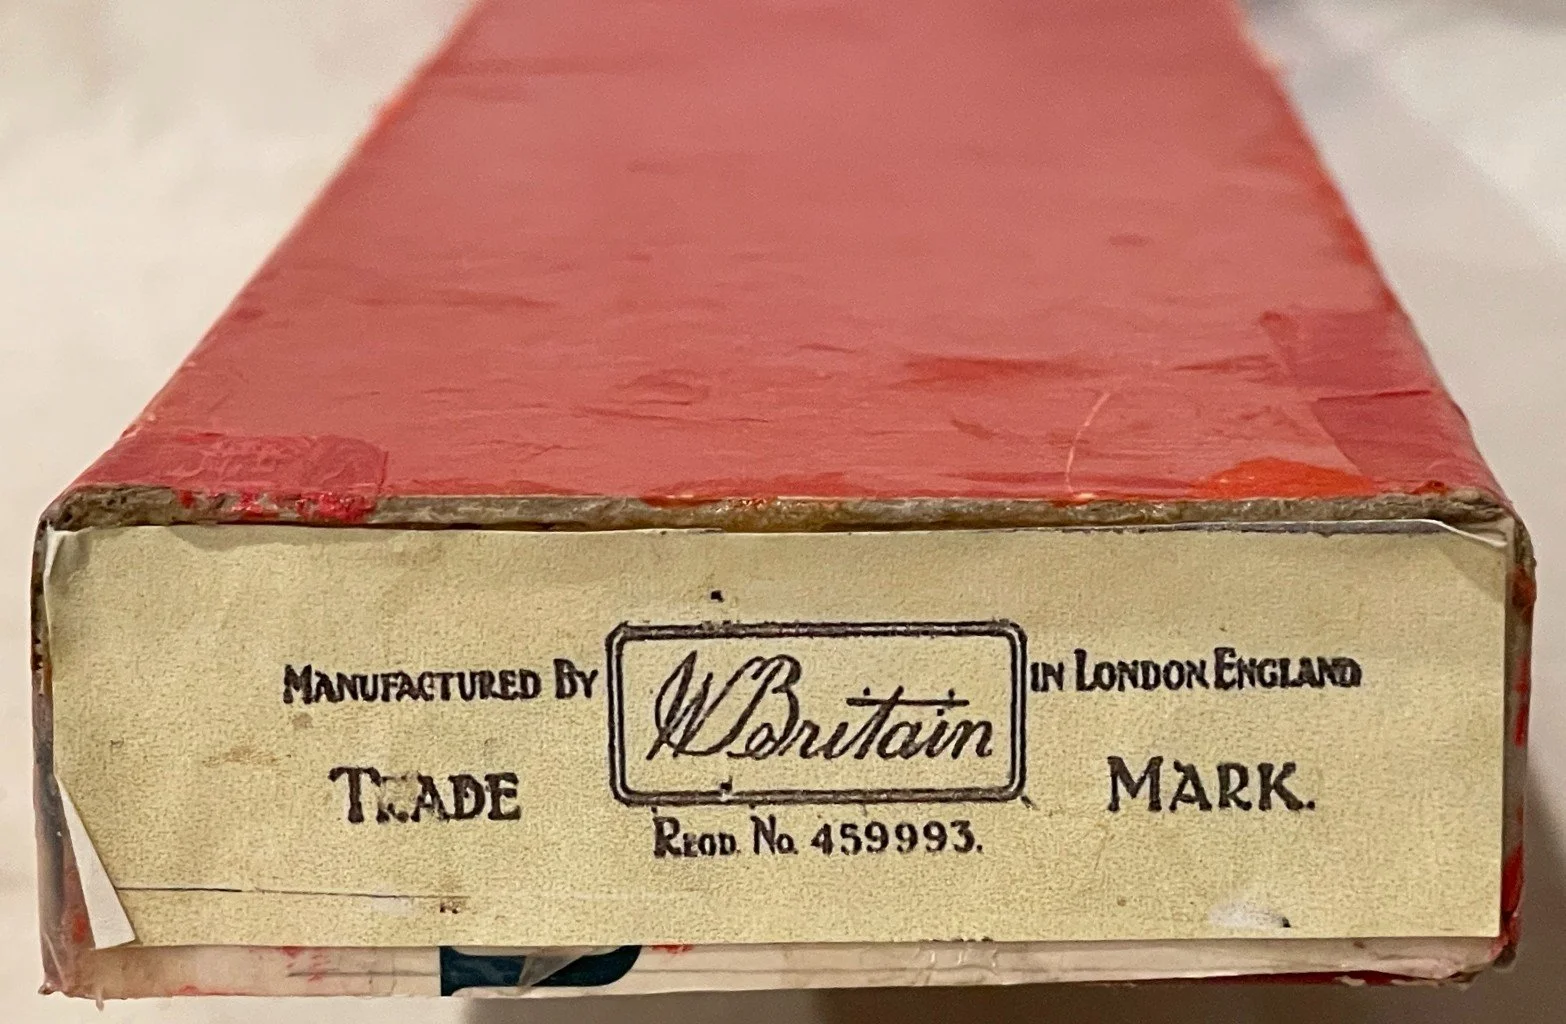 MANUFACTURED BY W Britain IN LONDON ENGLAND
TRADE MARK.
REGD. No. 459993.